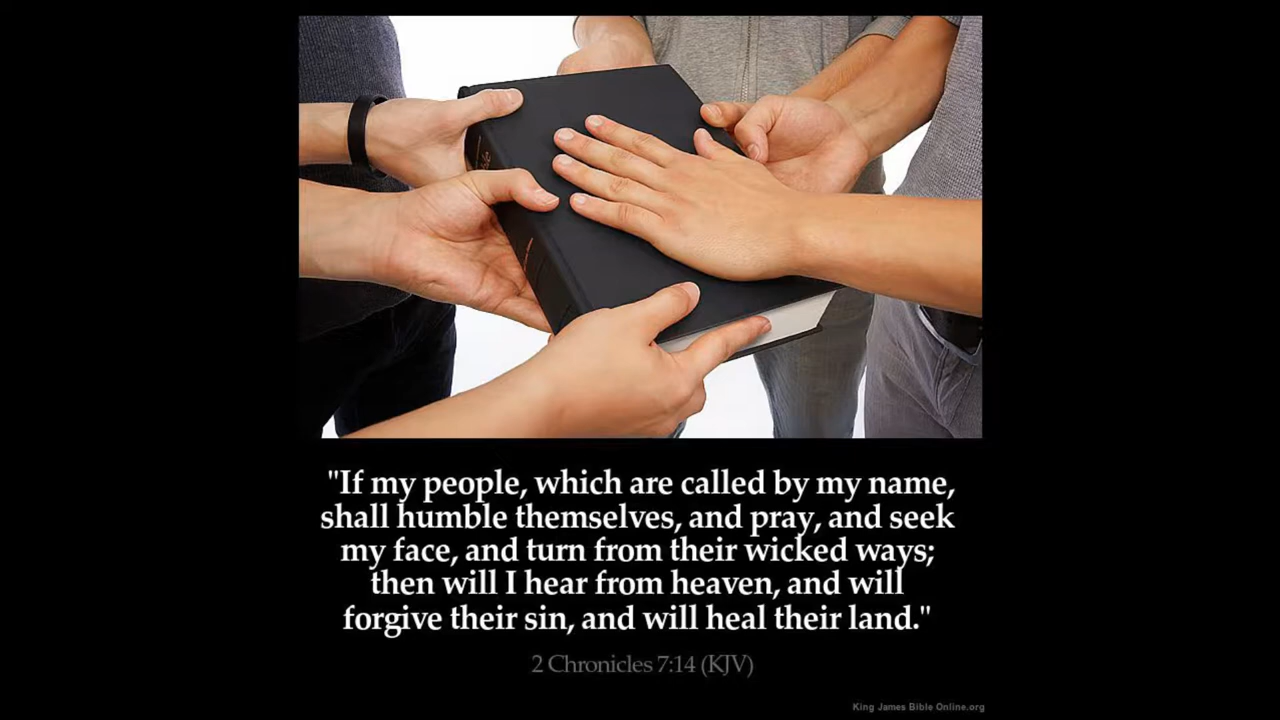 "If my people, which are called by my name,
shall humble themselves, and pray, and seek
my face, and turn from their wicked ways;
then will I hear from heaven, and will
forgive their sin, and will heal their land."
2 Chronicles 7:14 (KJV)
King James Bible Online.org